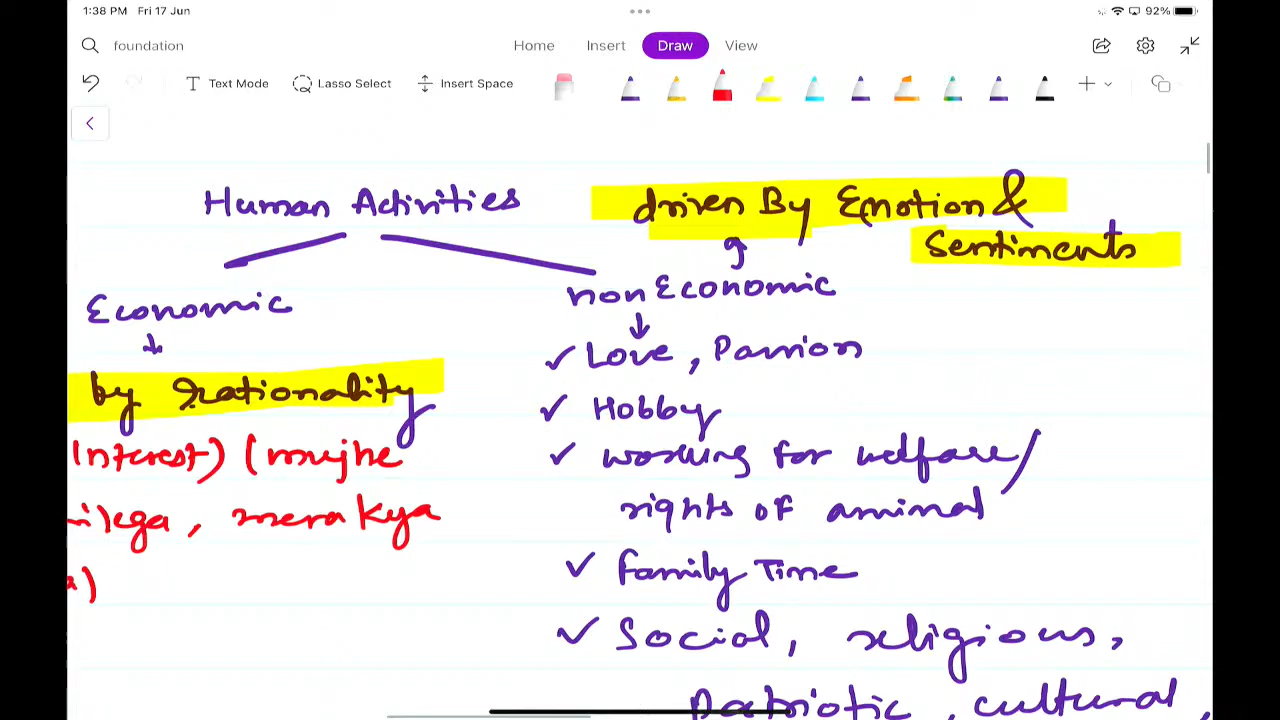 1:38 PM Fri 17 Jun
92%
foundation
Home Insert Draw View
Text Mode Lasso Select Insert Space
Human Activities driven By Emotion &
Sentiments
Economic non Economic
by rationality
Love, Passion
Hobby
Interest) (mujhe
working for welfare/
rights of aminal
, mera kya
Family Time
Social, religious,
Patriotic, cultural,